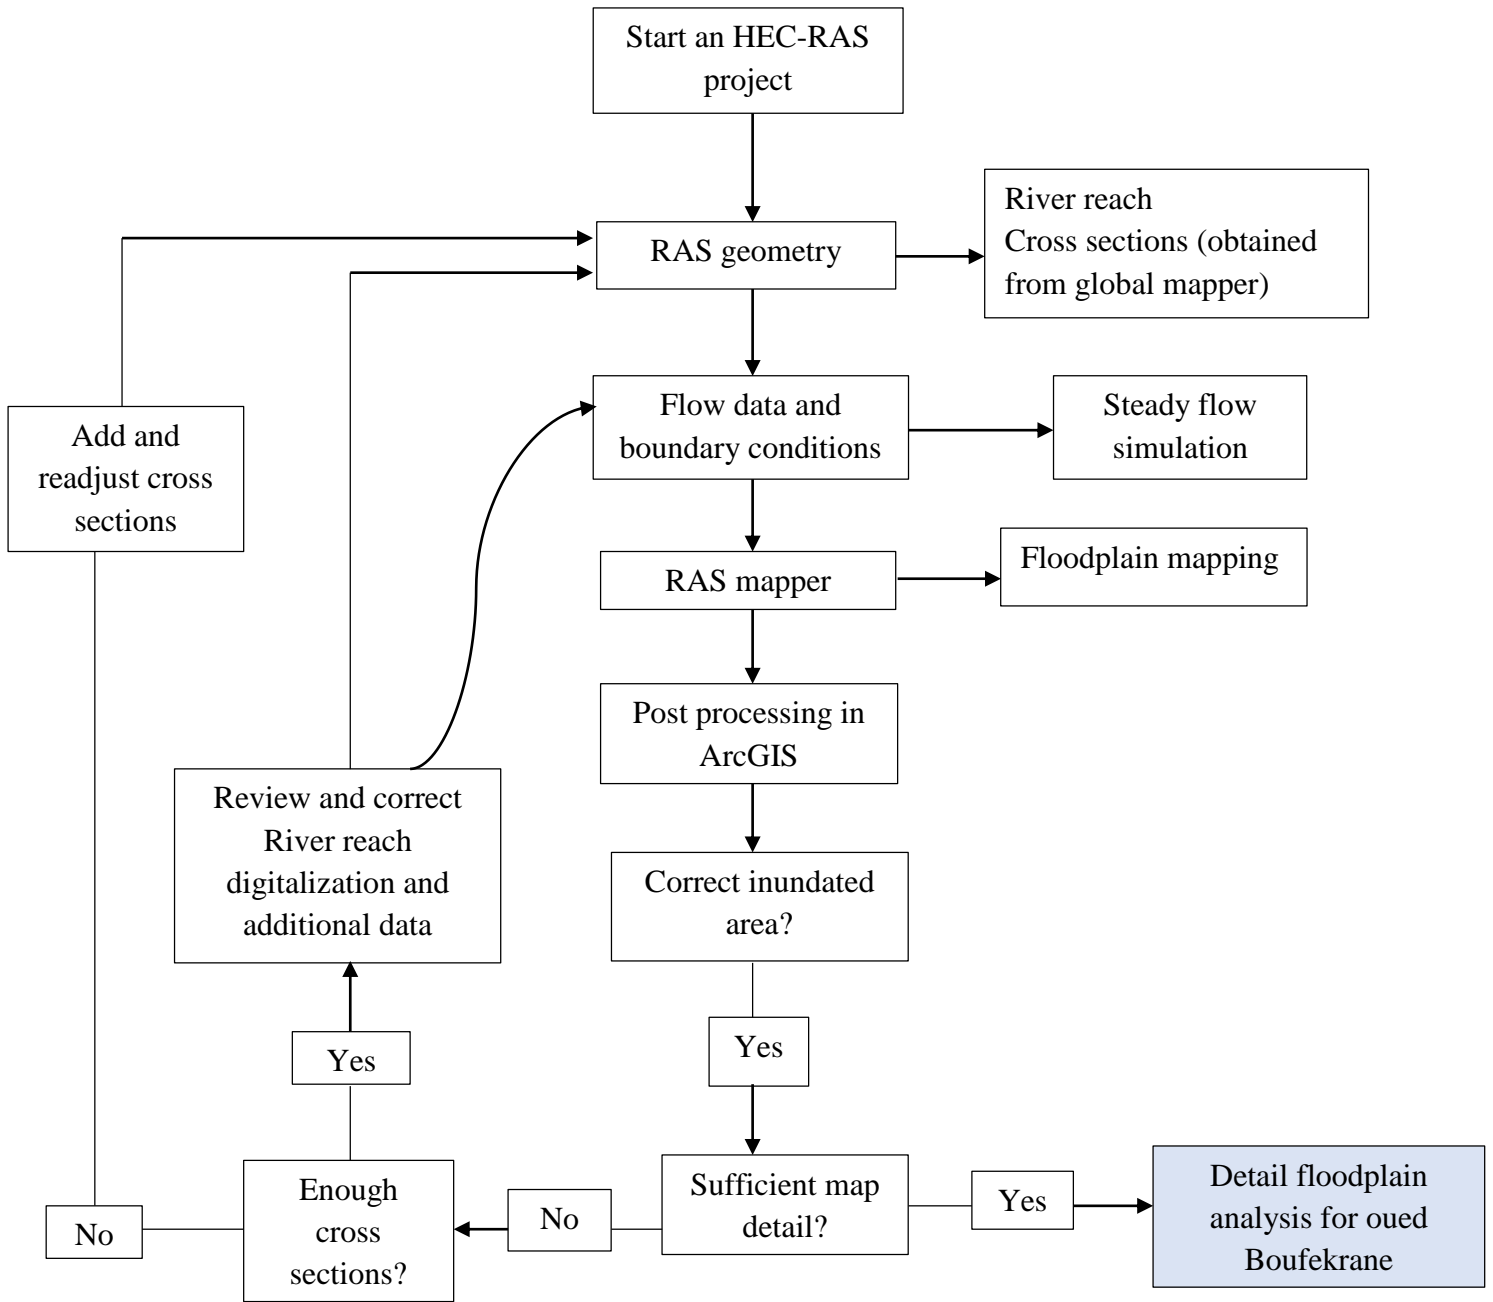 Start an HEC-RAS
project
River reach
Cross sections (obtained
from global mapper)
RAS geometry
Flow data and
boundary conditions
Steady flow
simulation
Add and
readjust cross
sections
RAS mapper
Floodplain mapping
Post processing in
ArcGIS
Review and correct
River reach
digitalization and
additional data
Correct inundated
area?
Yes
Yes
Enough
cross
sections?
No
No
Sufficient map
detail?
Yes
Detail floodplain
analysis for oued
Boufekrane